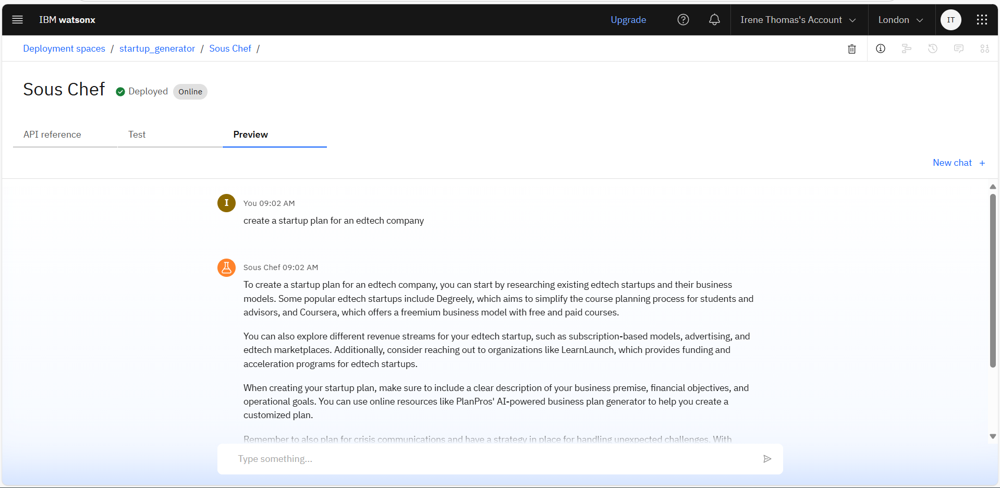 IBM watsonx
Upgrade
Irene Thomas's Account
London
IT
Deployment spaces / startup_generator / Sous Chef /
Sous Chef
Deployed
Online
API reference
Test
Preview
New chat +
I
You 09:02 AM
create a startup plan for an edtech company
Sous Chef 09:02 AM
To create a startup plan for an edtech company, you can start by researching existing edtech startups and their business
models. Some popular edtech startups include Degreely, which aims to simplify the course planning process for students and
advisors, and Coursera, which offers a freemium business model with free and paid courses.
You can also explore different revenue streams for your edtech startup, such as subscription-based models, advertising, and
edtech marketplaces. Additionally, consider reaching out to organizations like LearnLaunch, which provides funding and
acceleration programs for edtech startups.
When creating your startup plan, make sure to include a clear description of your business premise, financial objectives, and
operational goals. You can use online resources like PlanPros' AI-powered business plan generator to help you create a
customized plan.
Remember to also plan for crisis communications and have a strategy in place for handling unexpected challenges. With
Type something...